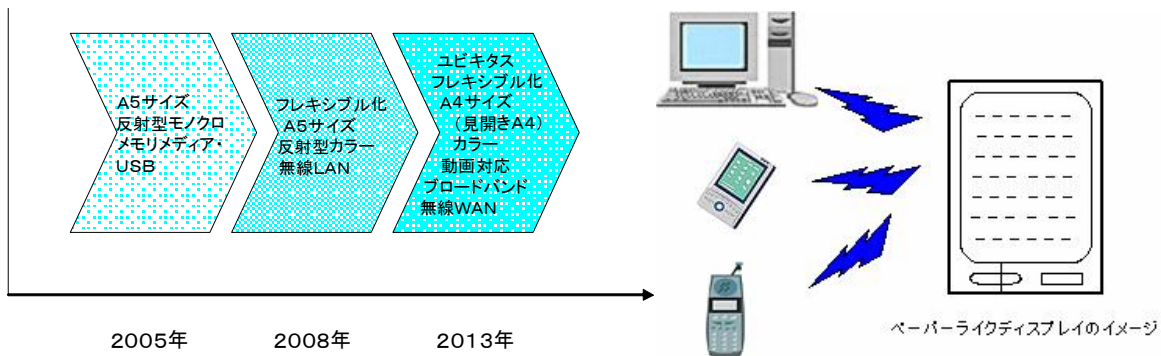 A5サイズ
反射型モノクロ
メモリメディア・
USB
フレキシブル化
A5サイズ
反射型カラー
無線LAN
ユビキタス
フレキシブル化
A4サイズ
(見開きA4)
カラー
動画対応
ブロードバンド
無線WAN
2005年
2008年
2013年
ペーパーライクディスプレイのイメージ